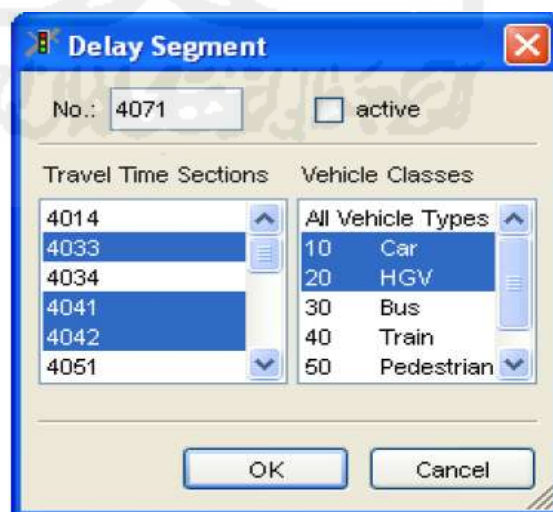 Delay Segment
No.: 4071 active
Travel Time Sections Vehicle Classes
4014 All Vehicle Types
4033 10 Car
4034 20 HGV
4041 30 Bus
4042 40 Train
4051 50 Pedestrian
OK Cancel